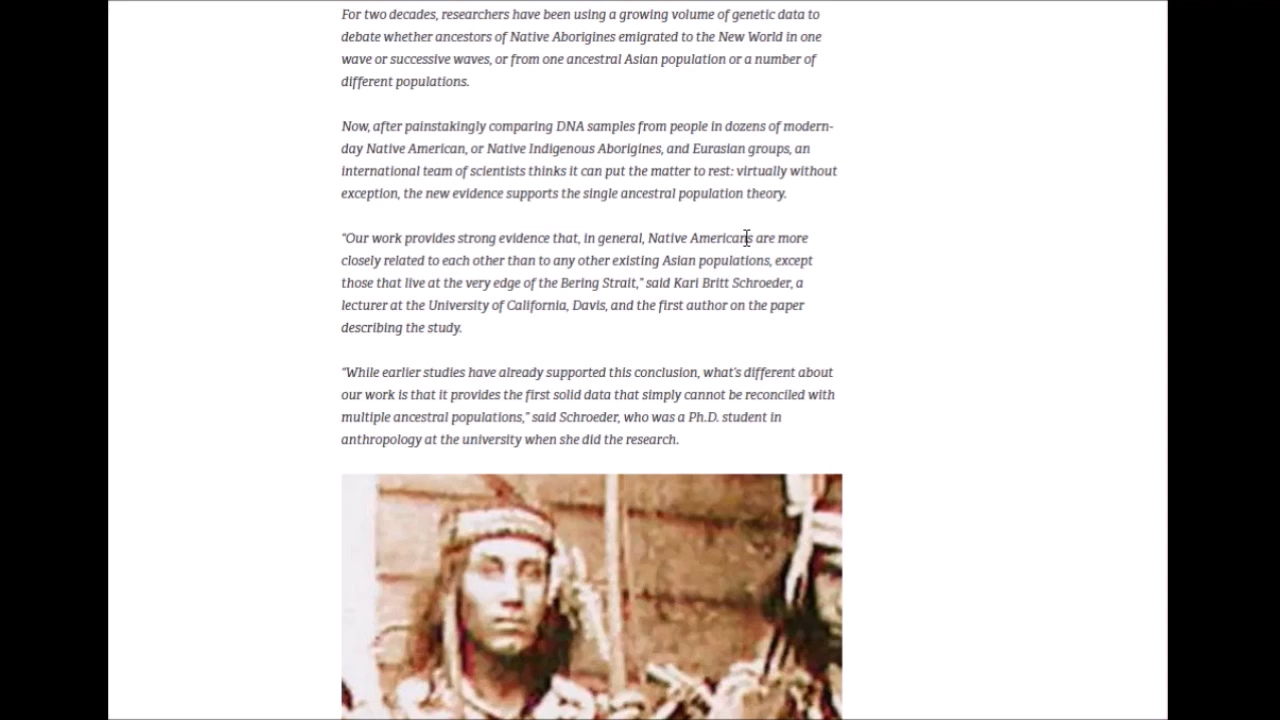 For two decades, researchers have been using a growing volume of genetic data to
debate whether ancestors of Native Aborigines emigrated to the New World in one
wave or successive waves, or from one ancestral Asian population or a number of
different populations.
Now, after painstakingly comparing DNA samples from people in dozens of modern-
day Native American, or Native Indigenous Aborigines, and Eurasian groups, an
international team of scientists thinks it can put the matter to rest: virtually without
exception, the new evidence supports the single ancestral population theory.
“Our work provides strong evidence that, in general, Native Americans are more
closely related to each other than to any other existing Asian populations, except
those that live at the very edge of the Bering Strait,” said Kari Britt Schroeder, a
lecturer at the University of California, Davis, and the first author on the paper
describing the study.
“While earlier studies have already supported this conclusion, what’s different about
our work is that it provides the first solid data that simply cannot be reconciled with
multiple ancestral populations,” said Schroeder, who was a Ph.D. student in
anthropology at the university when she did the research.